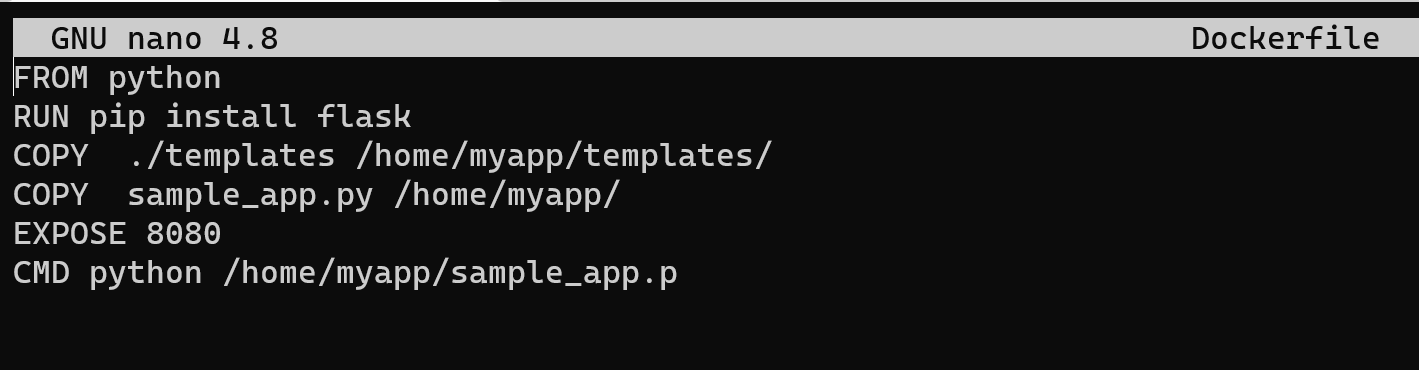 GNU nano 4.8 Dockerfile
FROM python
RUN pip install flask
COPY  ./templates /home/myapp/templates/
COPY  sample_app.py /home/myapp/
EXPOSE 8080
CMD python /home/myapp/sample_app.p